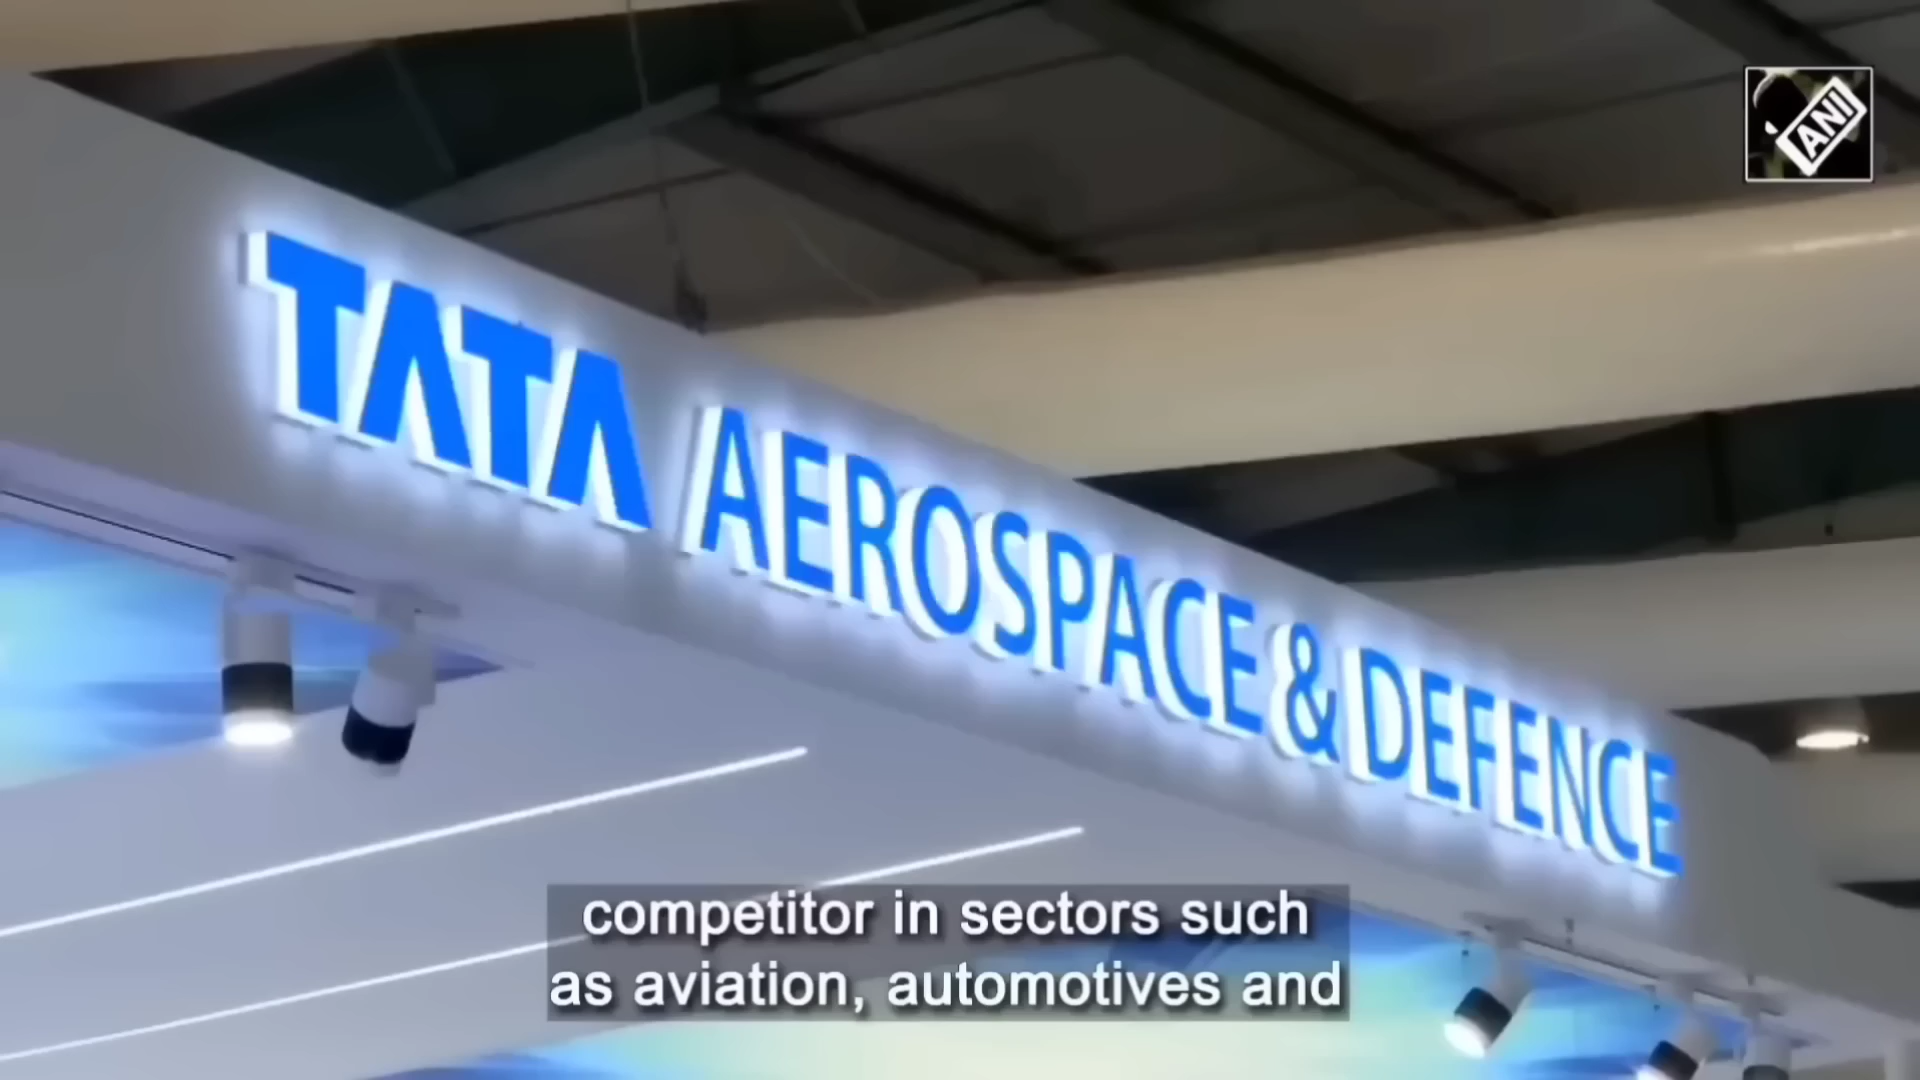 ANI
TATA AEROSPACE & DEFENCE
competitor in sectors such
as aviation, automotives and